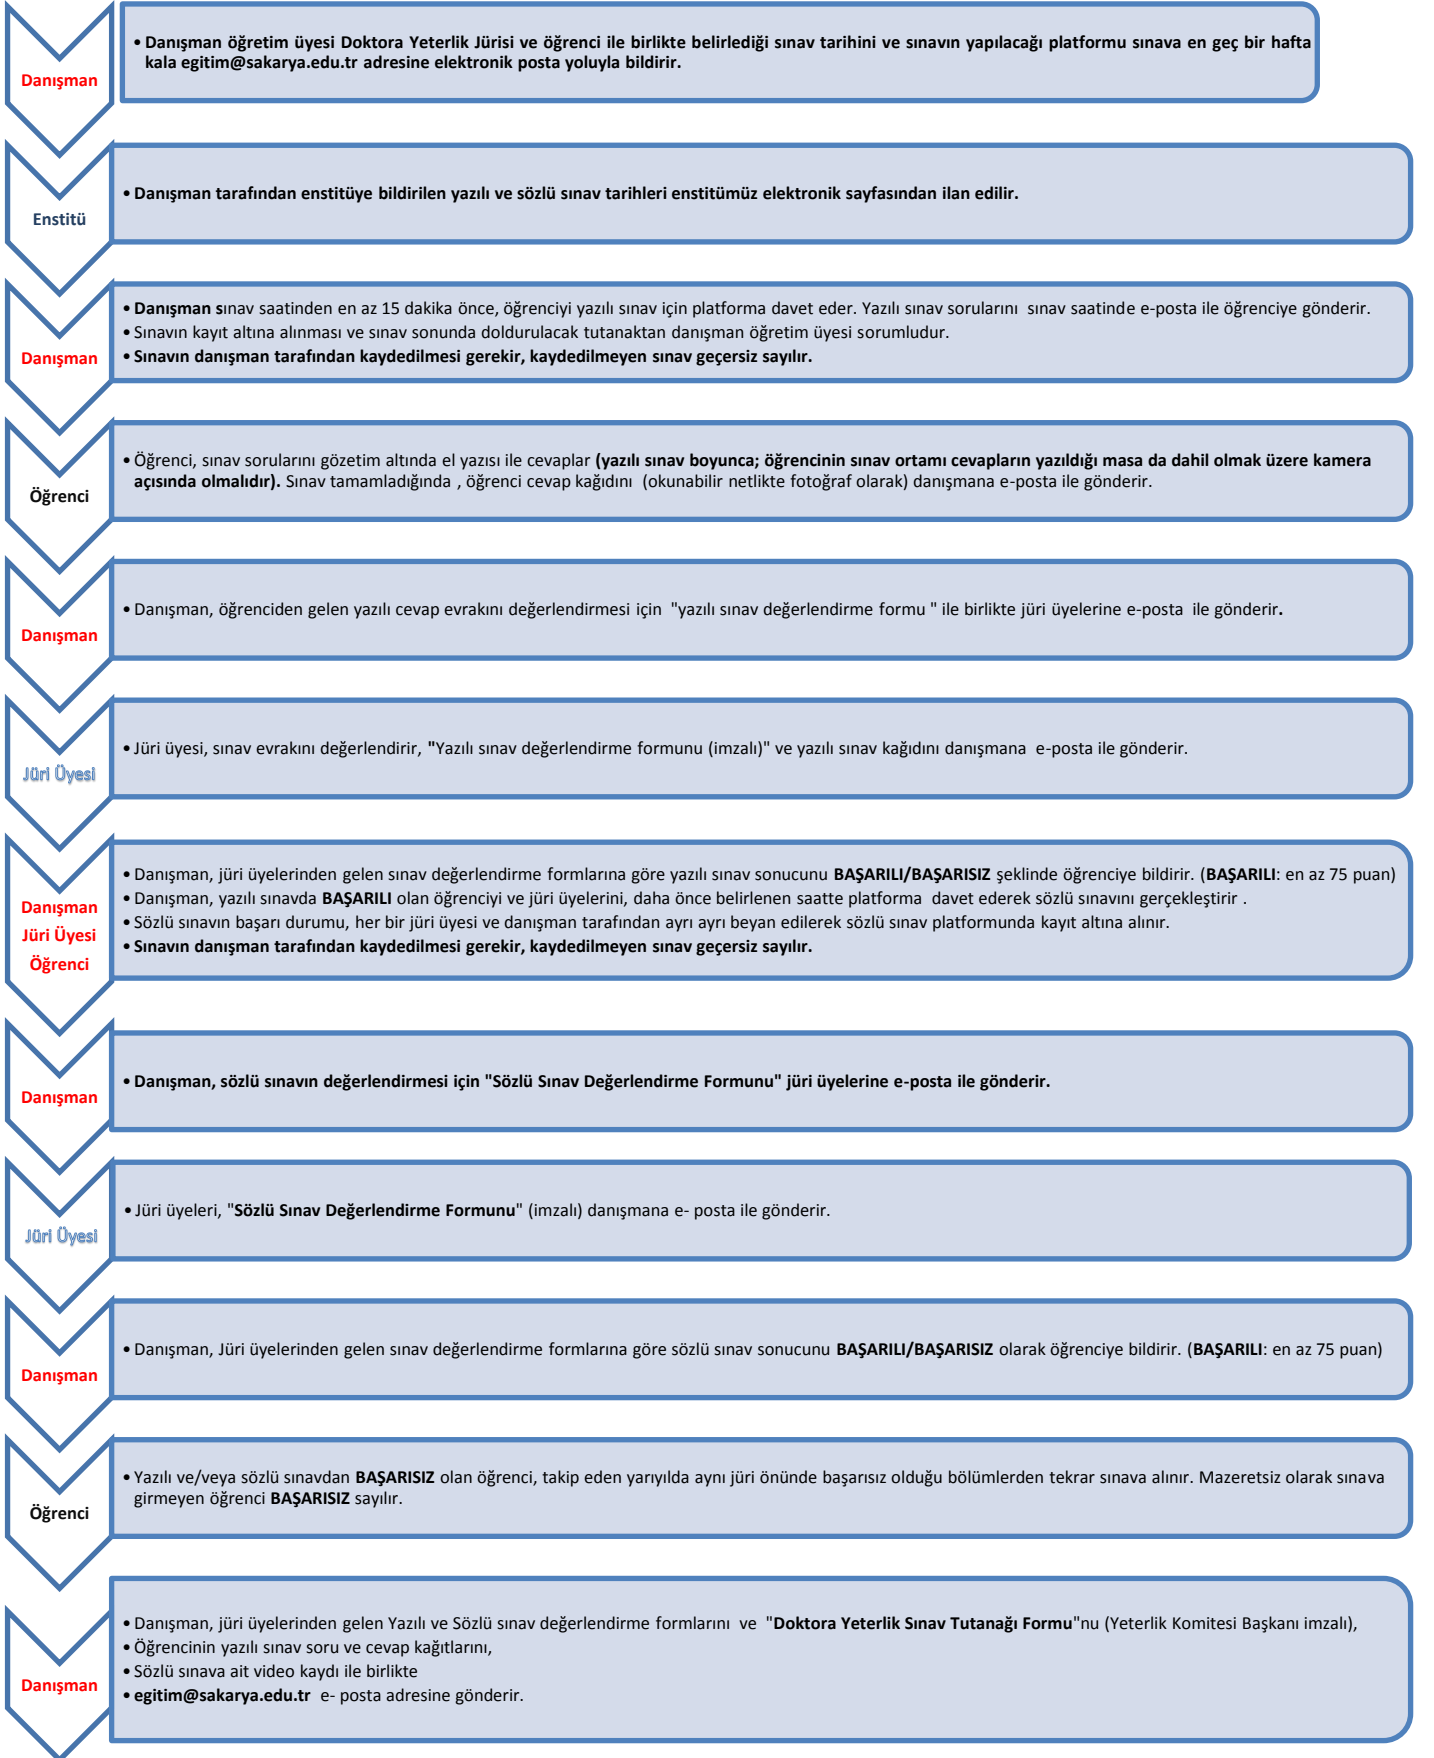 Danışman
• Danışman öğretim üyesi Doktora Yeterlik Jürisi ve öğrenci ile birlikte belirlediği sınav tarihini ve sınavın yapılacağı platformu sınava en geç bir hafta
kala egitim@sakarya.edu.tr adresine elektronik posta yoluyla bildirir.
Enstitü
• Danışman tarafından enstitüye bildirilen yazılı ve sözlü sınav tarihleri enstitümüz elektronik sayfasından ilan edilir.
Danışman
• Danışman sınav saatinden en az 15 dakika önce, öğrenciyi yazılı sınav için platforma davet eder. Yazılı sınav sorularını sınav saatinde e-posta ile öğrenciye gönderir.
• Sınavın kayıt altına alınması ve sınav sonunda doldurulacak tutanaktan danışman öğretim üyesi sorumludur.
• Sınavın danışman tarafından kaydedilmesi gerekir, kaydedilmeyen sınav geçersiz sayılır.
Öğrenci
• Öğrenci, sınav sorularını gözetim altında el yazısı ile cevaplar (yazılı sınav boyunca; öğrencinin sınav ortamı cevapların yazıldığı masa da dahil olmak üzere kamera
açısında olmalıdır). Sınav tamamladığında , öğrenci cevap kağıdını (okunabilir netlikte fotoğraf olarak) danışmana e-posta ile gönderir.
Danışman
• Danışman, öğrenciden gelen yazılı cevap evrakını değerlendirmesi için "yazılı sınav değerlendirme formu " ile birlikte jüri üyelerine e-posta ile gönderir.
Jüri Üyesi
• Jüri üyesi, sınav evrakını değerlendirir, "Yazılı sınav değerlendirme formunu (imzalı)" ve yazılı sınav kağıdını danışmana e-posta ile gönderir.
Danışman
Jüri Üyesi
Öğrenci
• Danışman, jüri üyelerinden gelen sınav değerlendirme formlarına göre yazılı sınav sonucunu BAŞARILI/BAŞARISIZ şeklinde öğrenciye bildirir. (BAŞARILI: en az 75 puan)
• Danışman, yazılı sınavda BAŞARILI olan öğrenciyi ve jüri üyelerini, daha önce belirlenen saatte platforma davet ederek sözlü sınavını gerçekleştirir .
• Sözlü sınavın başarı durumu, her bir jüri üyesi ve danışman tarafından ayrı ayrı beyan edilerek sözlü sınav platformunda kayıt altına alınır.
• Sınavın danışman tarafından kaydedilmesi gerekir, kaydedilmeyen sınav geçersiz sayılır.
Danışman
• Danışman, sözlü sınavın değerlendirmesi için "Sözlü Sınav Değerlendirme Formunu" jüri üyelerine e-posta ile gönderir.
Jüri Üyesi
• Jüri üyeleri, "Sözlü Sınav Değerlendirme Formunu" (imzalı) danışmana e- posta ile gönderir.
Danışman
• Danışman, Jüri üyelerinden gelen sınav değerlendirme formlarına göre sözlü sınav sonucunu BAŞARILI/BAŞARISIZ olarak öğrenciye bildirir. (BAŞARILI: en az 75 puan)
Öğrenci
• Yazılı ve/veya sözlü sınavdan BAŞARISIZ olan öğrenci, takip eden yarıyılda aynı jüri önünde başarısız olduğu bölümlerden tekrar sınava alınır. Mazeretsiz olarak sınava
girmeyen öğrenci BAŞARISIZ sayılır.
Danışman
• Danışman, jüri üyelerinden gelen Yazılı ve Sözlü sınav değerlendirme formlarını ve "Doktora Yeterlik Sınav Tutanağı Formu"nu (Yeterlik Komitesi Başkanı imzalı),
• Öğrencinin yazılı sınav soru ve cevap kağıtlarını,
• Sözlü sınava ait video kaydı ile birlikte
• egitim@sakarya.edu.tr e- posta adresine gönderir.